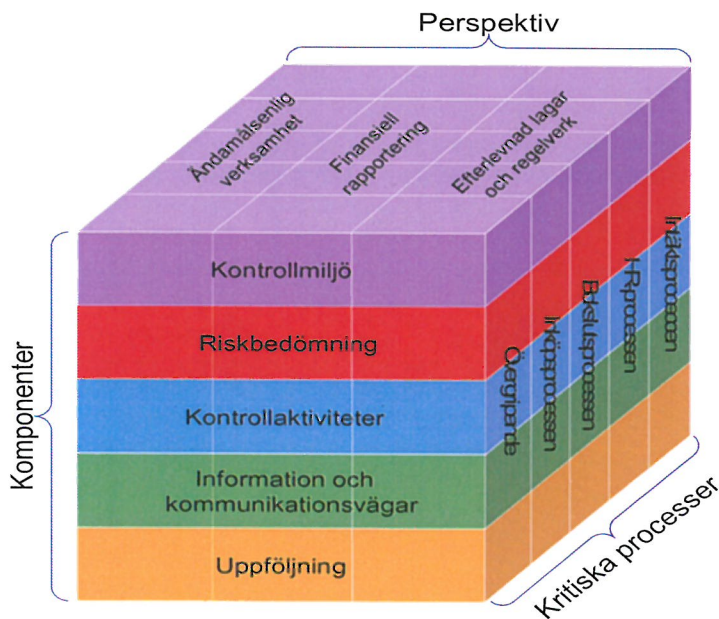 Perspektiv
Ändamålsenlig
verksamhet
Finansiell
rapportering
Efterlevnad lagar
och regelverk
Komponenter
Kontrollmiljö
Riskbedömning
Kontrollaktiviteter
Information och
kommunikationsvägar
Uppföljning
Övergripande
Inköpsprocessen
Bokslutsprocessen
HR-processen
Intäktsprocessen
Kritiska processer